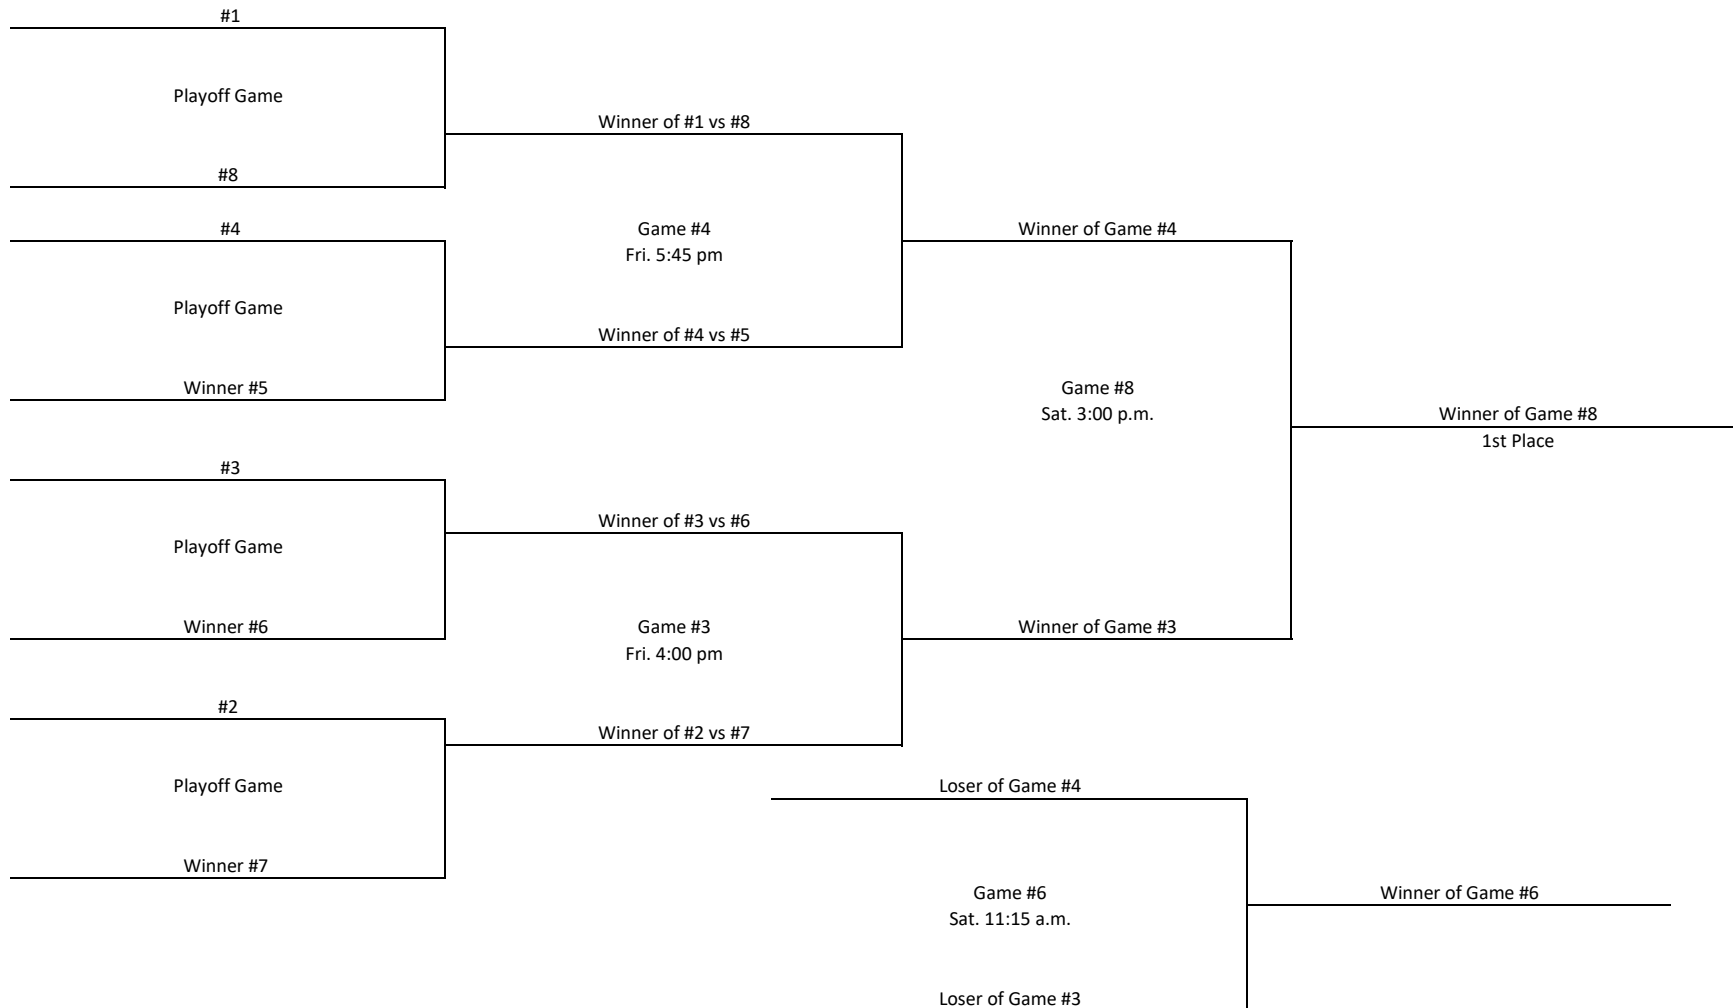 #1
Playoff Game
Winner of #1 vs #8
#8
#4
Game #4
Fri. 5:45 pm
Winner of Game #4
Playoff Game
Winner of #4 vs #5
Winner #5
Game #8
Sat. 3:00 p.m.
Winner of Game #8
1st Place
#3
Winner of #3 vs #6
Playoff Game
Winner #6
Game #3
Fri. 4:00 pm
Winner of Game #3
#2
Winner of #2 vs #7
Playoff Game
Loser of Game #4
Winner #7
Game #6
Sat. 11:15 a.m.
Winner of Game #6
Loser of Game #3